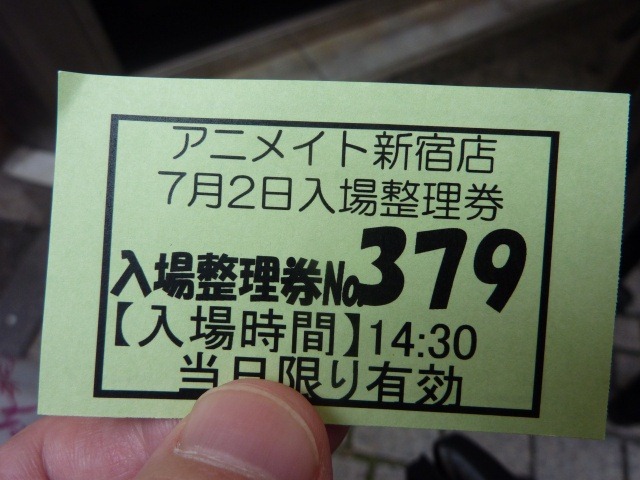 アニメイト新宿店
7月2日入場整理券
入場整理券No379
【入場時間】14:30
当日限り有効